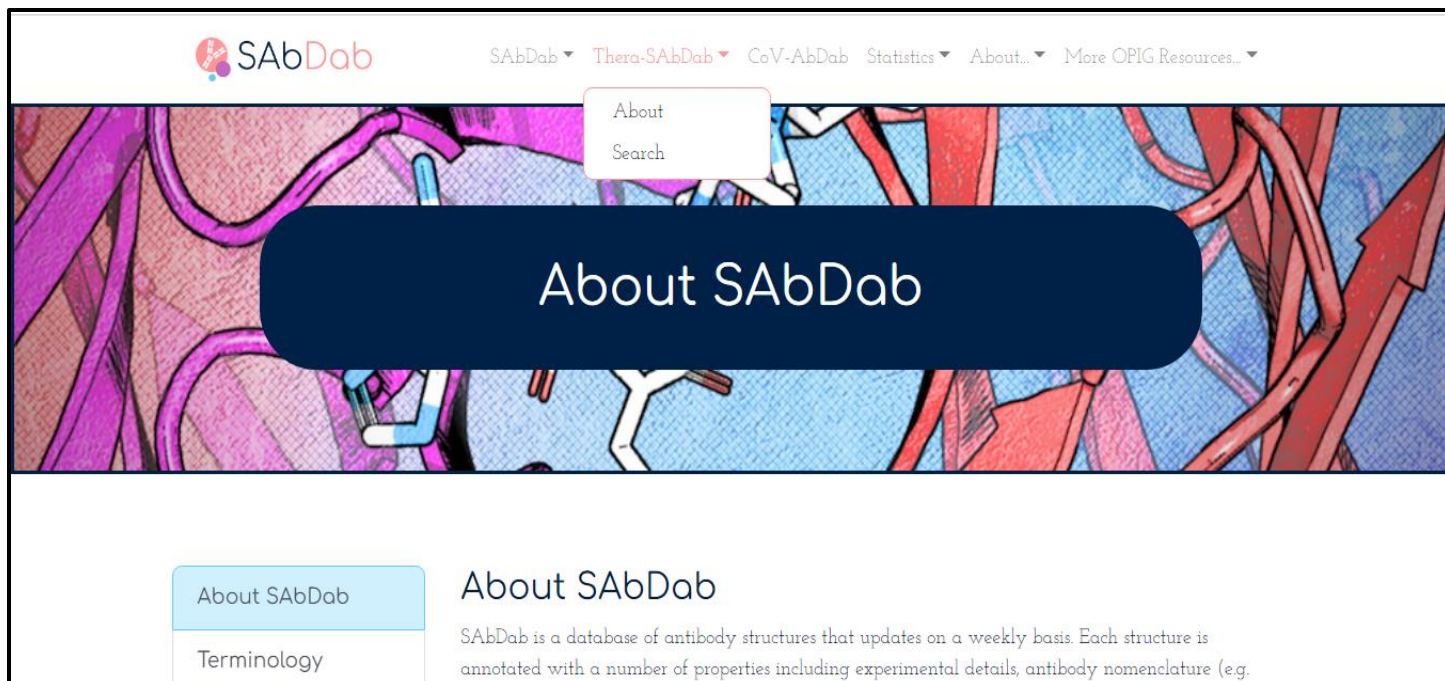 SAbDab
SAbDab Thera-SAbDab CoV-AbDab Statistics About... More OPIG Resources...
About
Search
About SAbDab
About SAbDab
Terminology
About SAbDab
SAbDab is a database of antibody structures that updates on a weekly basis. Each structure is
annotated with a number of properties including experimental details, antibody nomenclature (e.g.